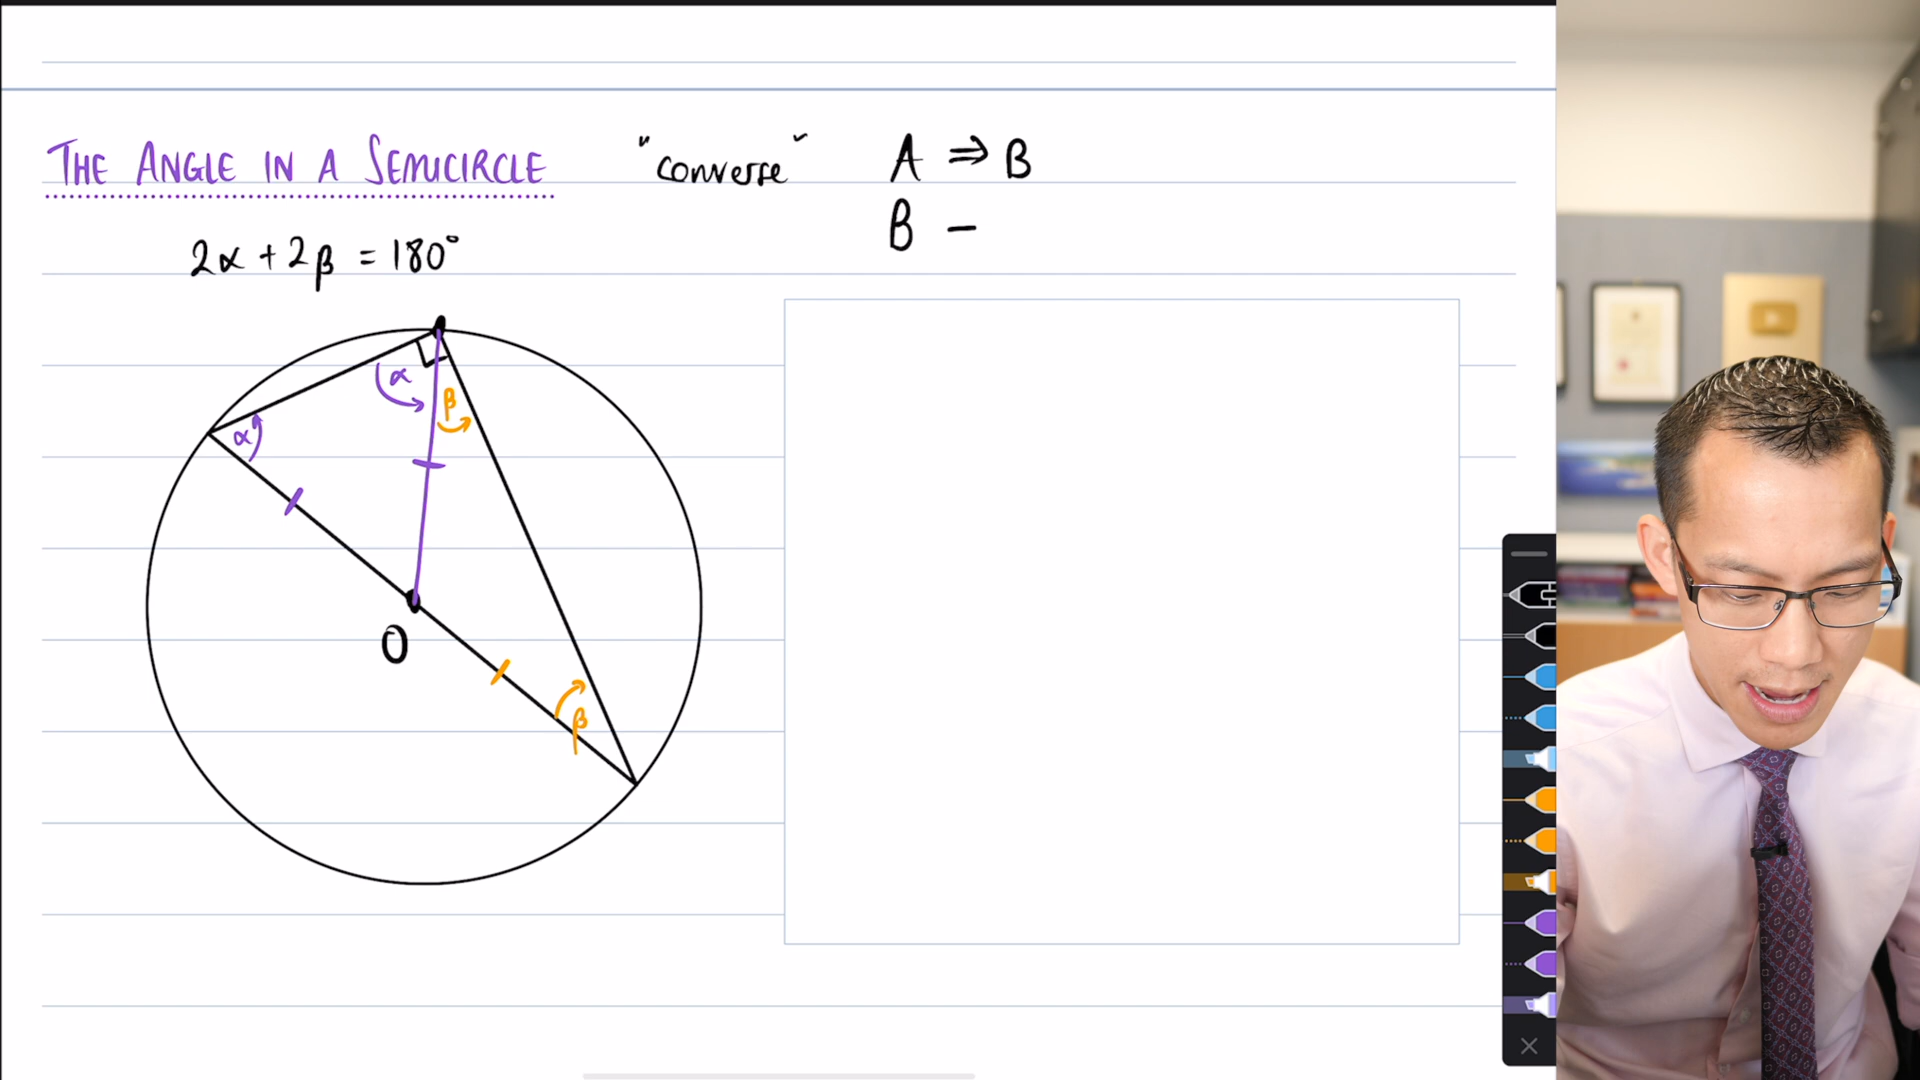 THE ANGLE IN A SEMICIRCLE
"converse"
A ⇒ B
B –
2α + 2β = 180°
α
β
α
O
β